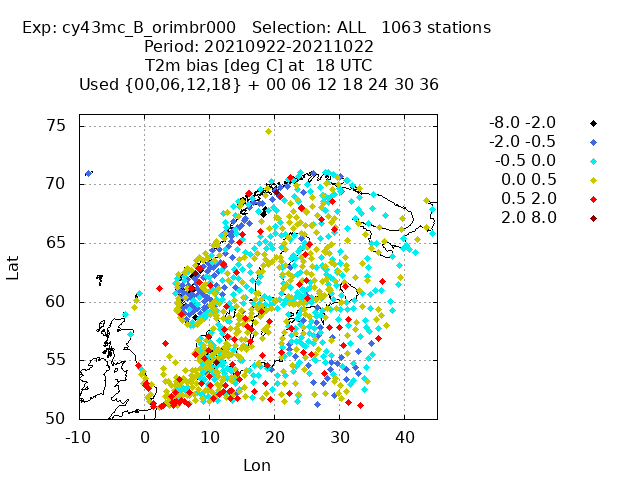 Exp: cy43mc_B_orimbr000   Selection: ALL   1063 stations
Period: 20210922-20211022
T2m bias [deg C] at  18 UTC
Used {00,06,12,18} + 00 06 12 18 24 30 36
-8.0 -2.0
-2.0 -0.5
-0.5 0.0
0.0 0.5
0.5 2.0
2.0 8.0
75
70
65
60
55
50
Lat
-10 0 10 20 30 40
Lon